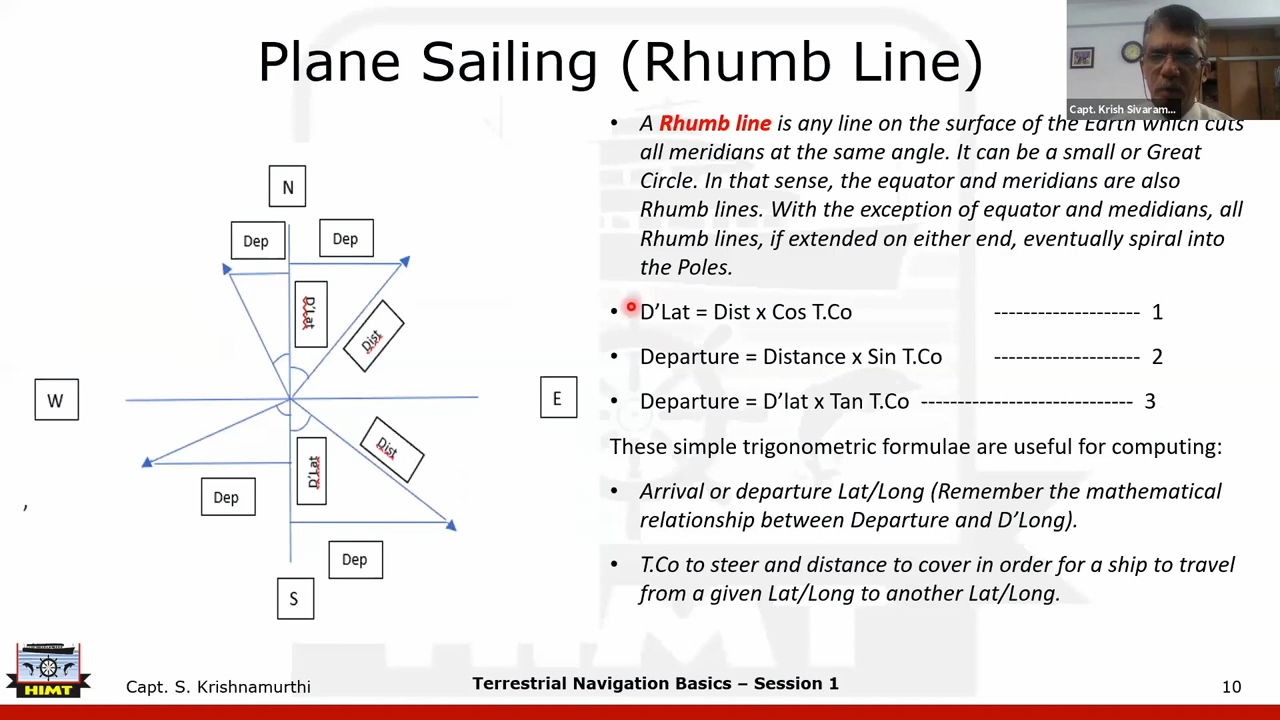 Plane Sailing (Rhumb Line)
Capt. Krish Sivaram...
• A Rhumb line is any line on the surface of the Earth which cuts
all meridians at the same angle. It can be a small or Great
Circle. In that sense, the equator and meridians are also
Rhumb lines. With the exception of equator and medidians, all
Rhumb lines, if extended on either end, eventually spiral into
the Poles.
• D’Lat = Dist x Cos T.Co -------------------- 1
• Departure = Distance x Sin T.Co -------------------- 2
• Departure = D’lat x Tan T.Co ----------------------------- 3
These simple trigonometric formulae are useful for computing:
• Arrival or departure Lat/Long (Remember the mathematical
relationship between Departure and D’Long).
• T.Co to steer and distance to cover in order for a ship to travel
from a given Lat/Long to another Lat/Long.
N
Dep
Dep
D'Lat
Dist
W
E
Dist
D'Lat
Dep
Dep
S
,
HIMT
HIMT
Capt. S. Krishnamurthi
Terrestrial Navigation Basics – Session 1
10